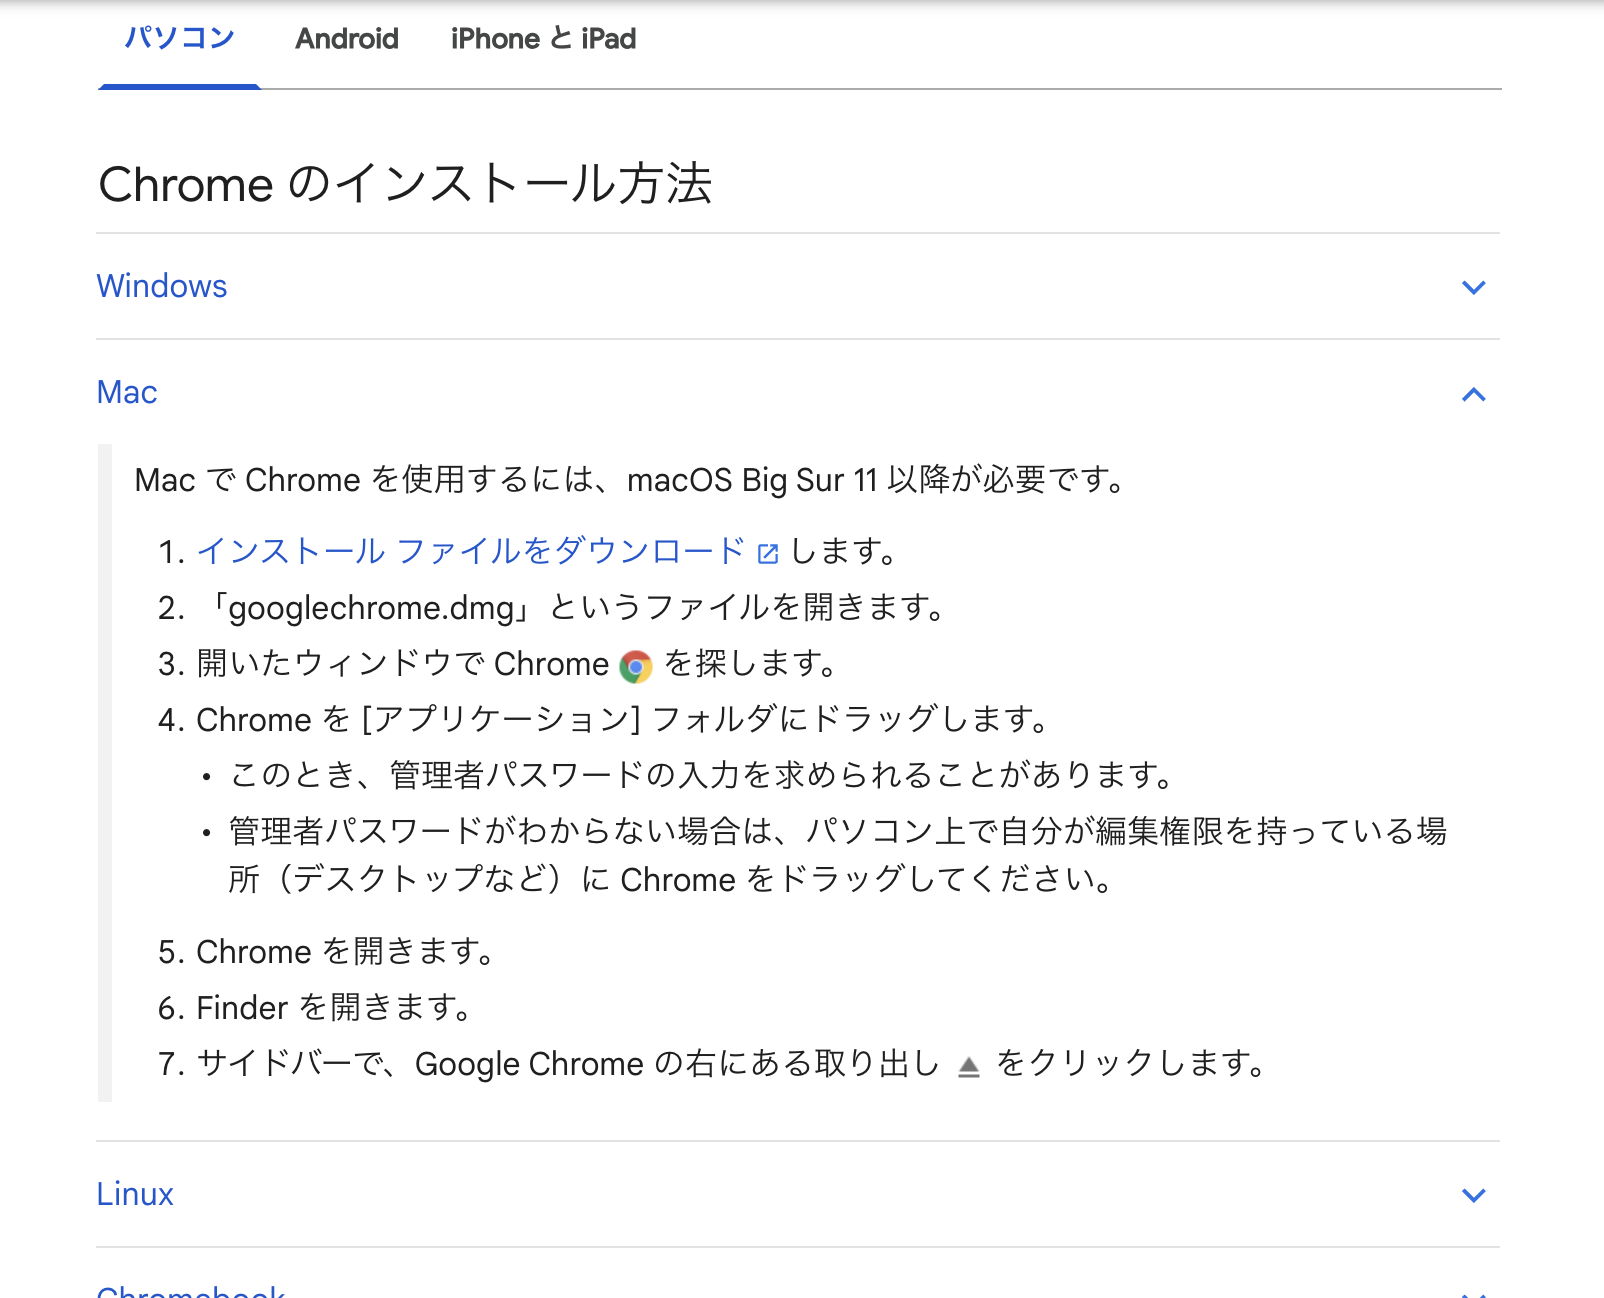 パソコン Android iPhone と iPad
Chrome のインストール方法
Windows
Mac
Mac で Chrome を使用するには、macOS Big Sur 11 以降が必要です。
1. インストール ファイルをダウンロード します。
2. 「googlechrome.dmg」というファイルを開きます。
3. 開いたウィンドウで Chrome を探します。
4. Chrome を [アプリケーション] フォルダにドラッグします。
• このとき、管理者パスワードの入力を求められることがあります。
• 管理者パスワードがわからない場合は、パソコン上で自分が編集権限を持っている場
所（デスクトップなど）に Chrome をドラッグしてください。
5. Chrome を開きます。
6. Finder を開きます。
7. サイドバーで、Google Chrome の右にある取り出し をクリックします。
Linux
Chromebook